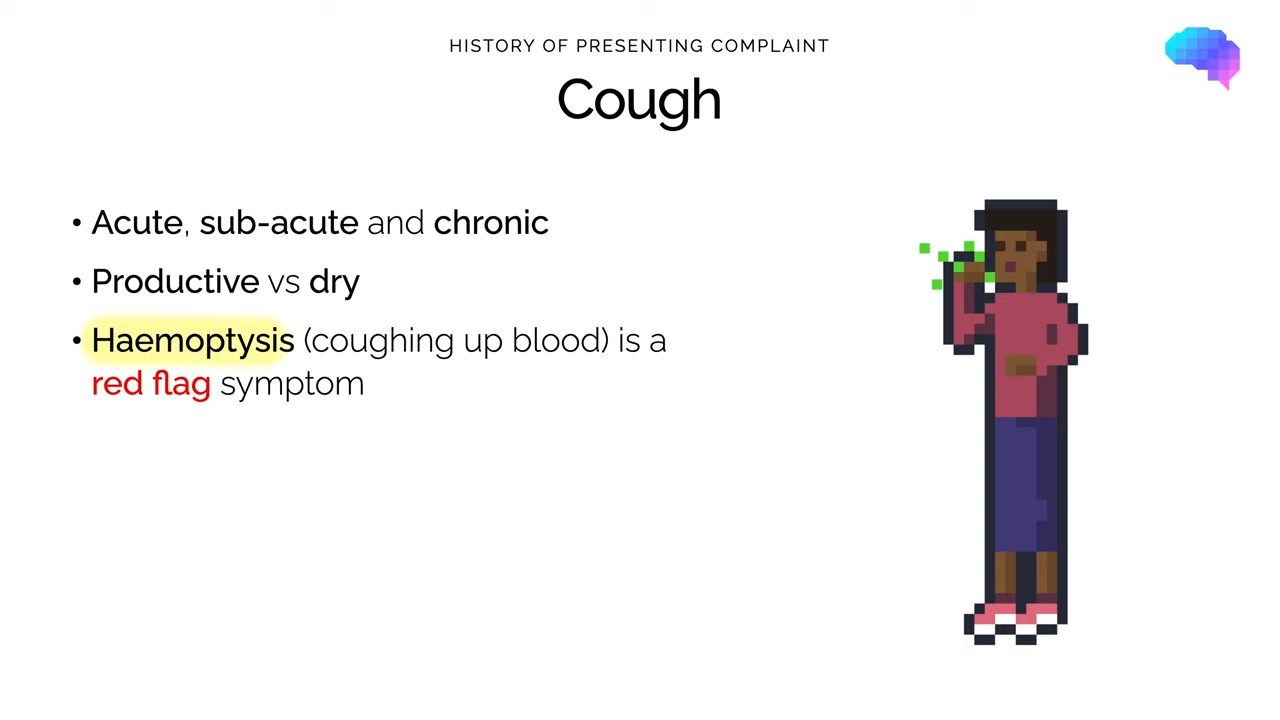 HISTORY OF PRESENTING COMPLAINT
Cough
• Acute, sub-acute and chronic
• Productive vs dry
• Haemoptysis (coughing up blood) is a
red flag symptom